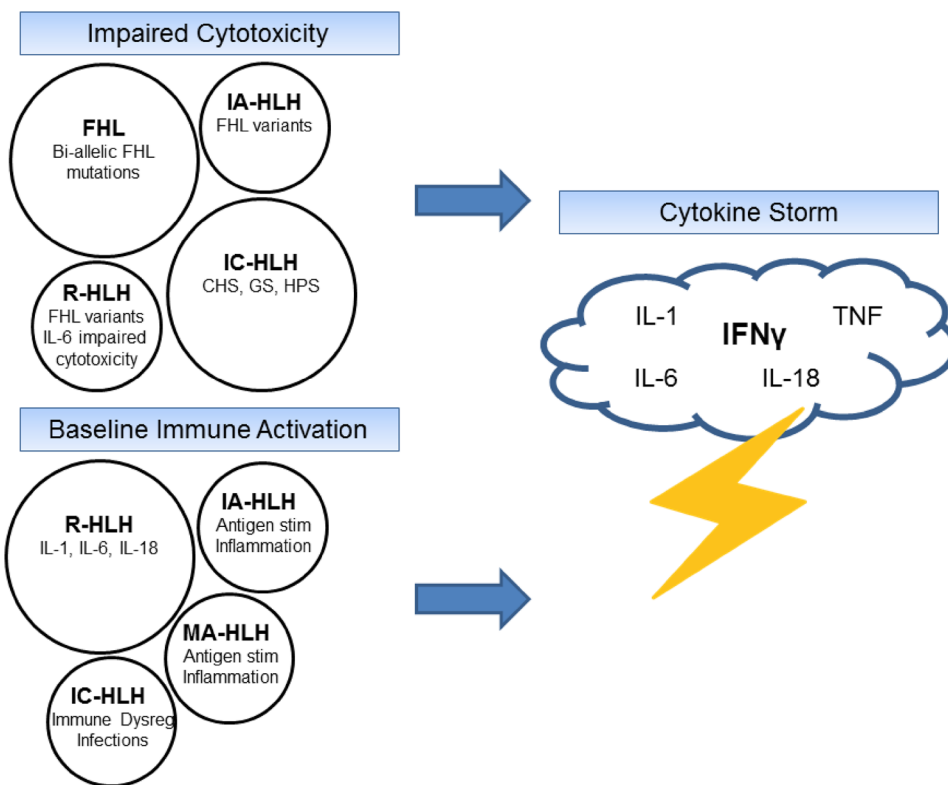 Impaired Cytotoxicity
FHL
Bi-allelic FHL
mutations
IA-HLH
FHL variants
IC-HLH
CHS, GS, HPS
R-HLH
FHL variants
IL-6 impaired
cytotoxicity
Baseline Immune Activation
R-HLH
IL-1, IL-6, IL-18
IA-HLH
Antigen stim
Inflammation
MA-HLH
Antigen stim
Inflammation
IC-HLH
Immune Dysreg
Infections
Cytokine Storm
IL-1
IFNγ
TNF
IL-6
IL-18